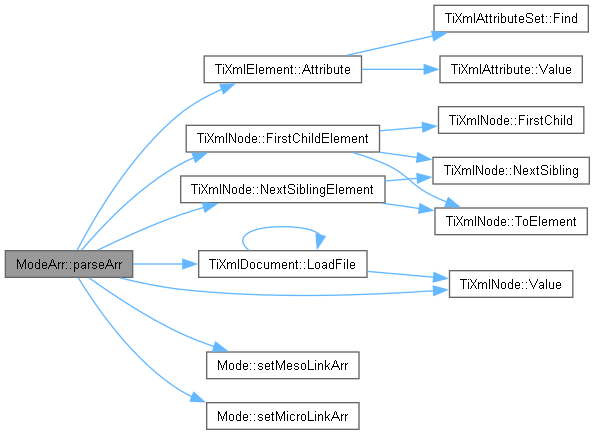 TiXmlAttributeSet::Find
TiXmlElement::Attribute
TiXmlAttribute::Value
TiXmlNode::FirstChild
TiXmlNode::FirstChildElement
TiXmlNode::NextSibling
TiXmlNode::NextSiblingElement
TiXmlNode::ToElement
ModeArr::parseArr
TiXmlDocument::LoadFile
TiXmlNode::Value
Mode::setMesoLinkArr
Mode::setMicroLinkArr